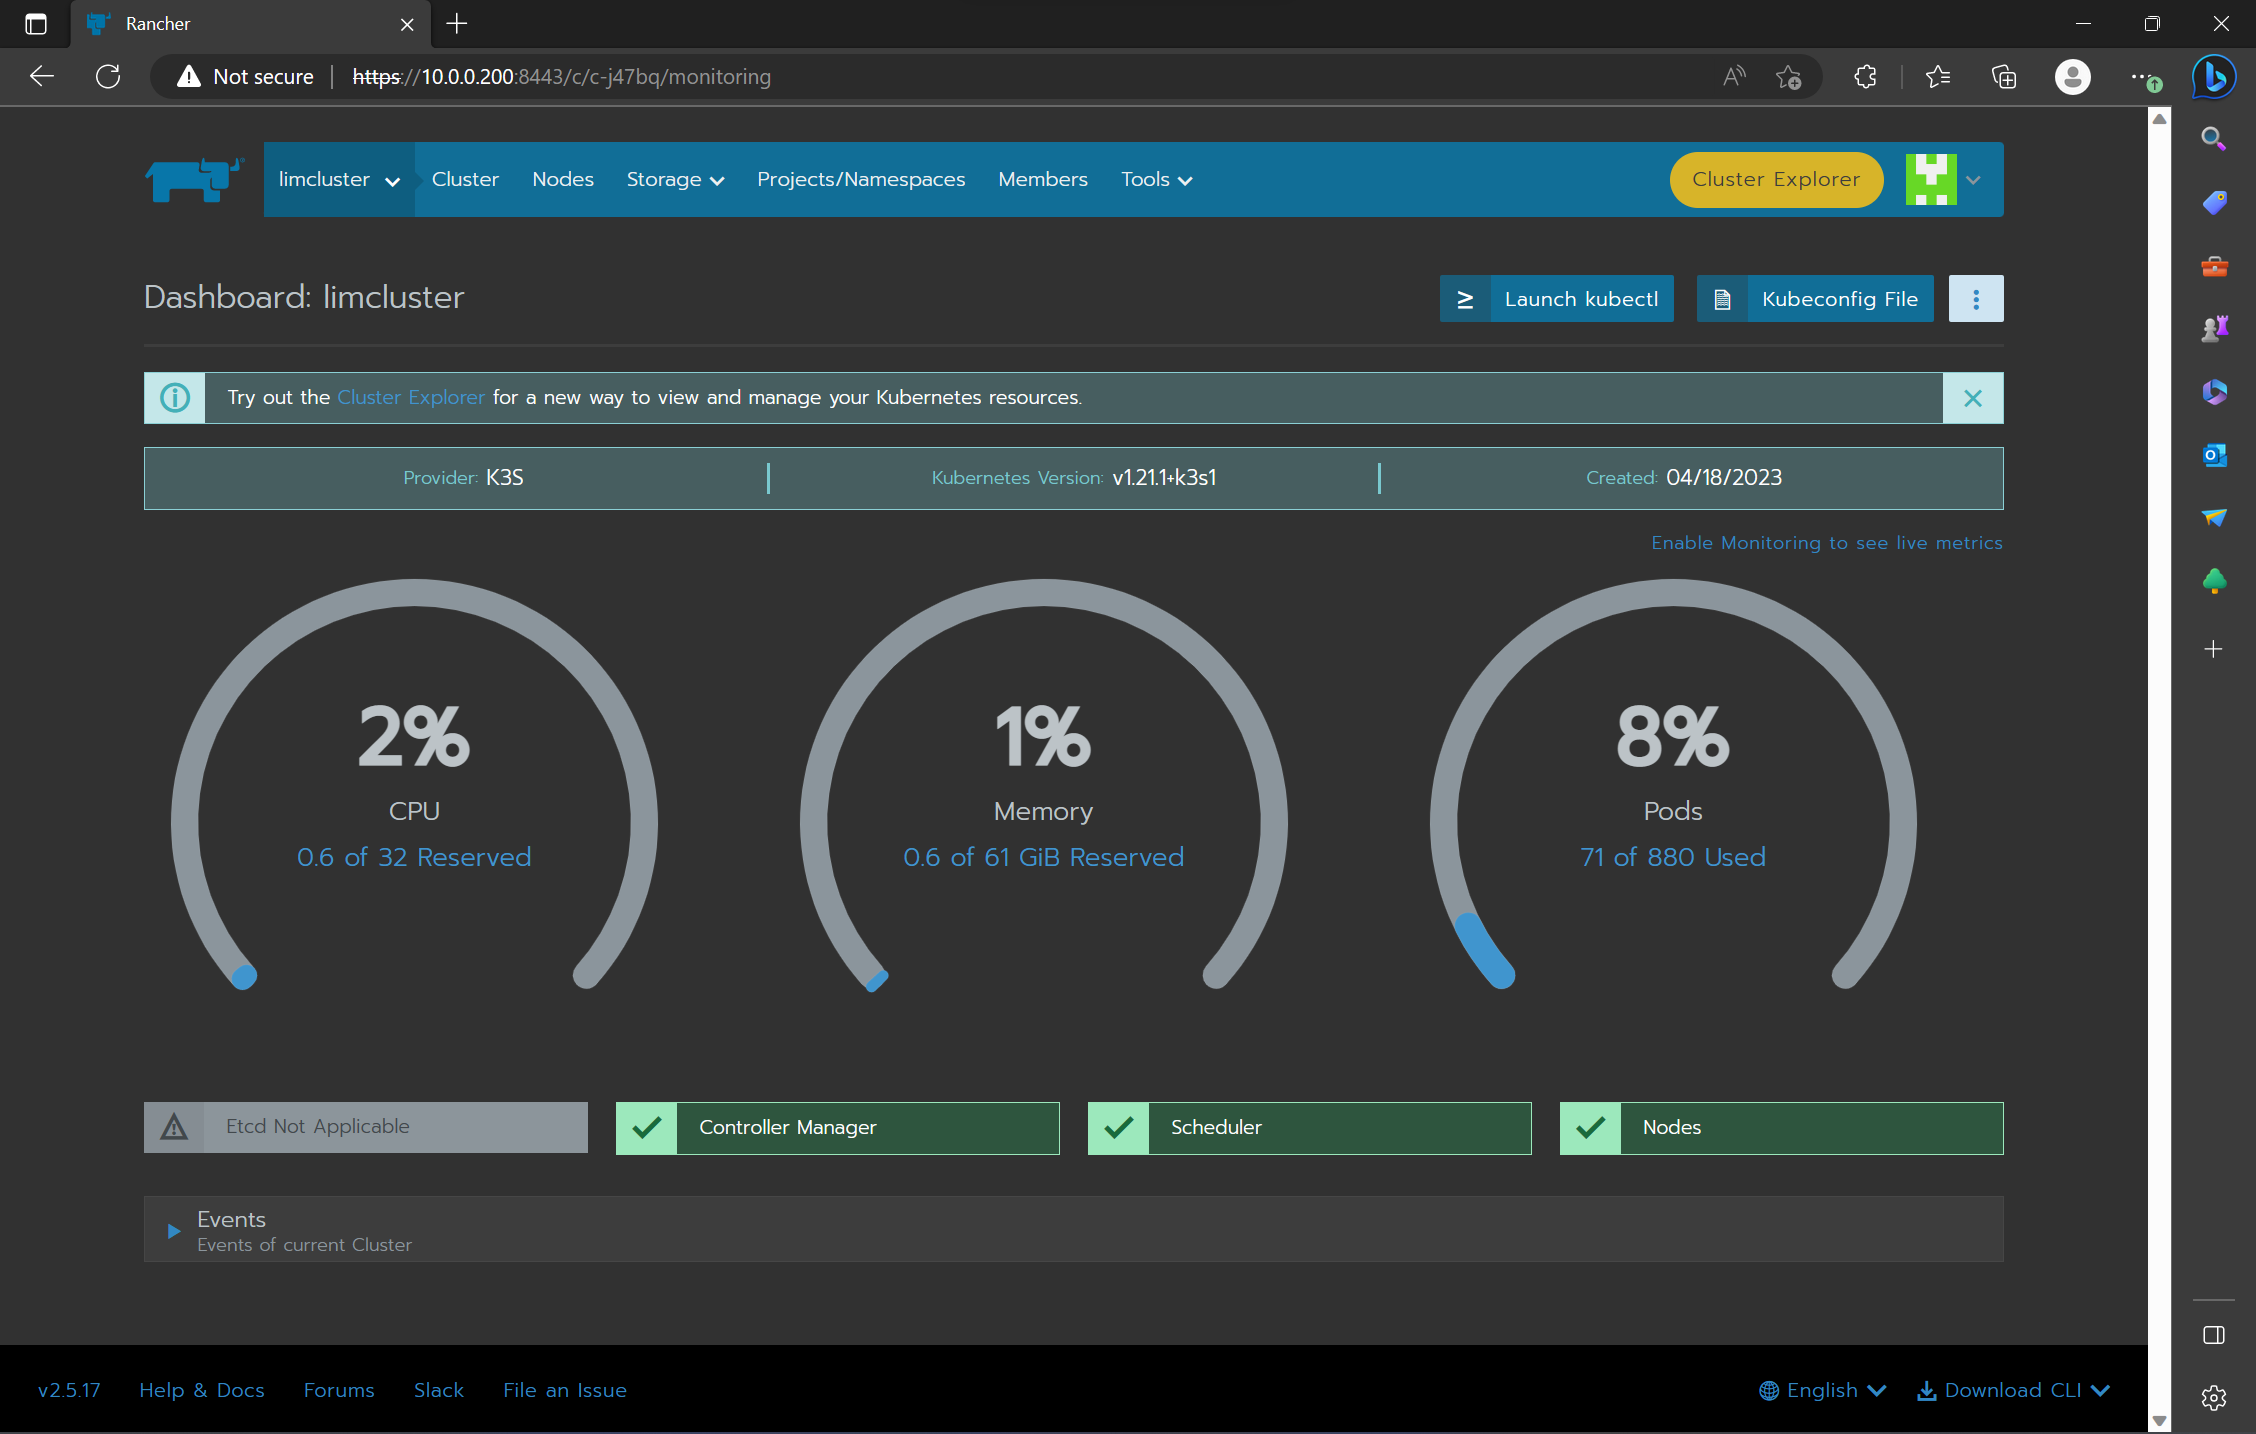 Rancher
Not secure
https://10.0.0.200:8443/c/c-j47bq/monitoring
limcluster
Cluster
Nodes
Storage
Projects/Namespaces
Members
Tools
Cluster Explorer
Dashboard: limcluster
Launch kubectl
Kubeconfig File
Try out the Cluster Explorer for a new way to view and manage your Kubernetes resources.
Provider: K3S
Kubernetes Version: v1.21.1+k3s1
Created: 04/18/2023
Enable Monitoring to see live metrics
2%
CPU
0.6 of 32 Reserved
1%
Memory
0.6 of 61 GiB Reserved
8%
Pods
71 of 880 Used
Etcd Not Applicable
Controller Manager
Scheduler
Nodes
Events
Events of current Cluster
v2.5.17
Help & Docs
Forums
Slack
File an Issue
English
Download CLI